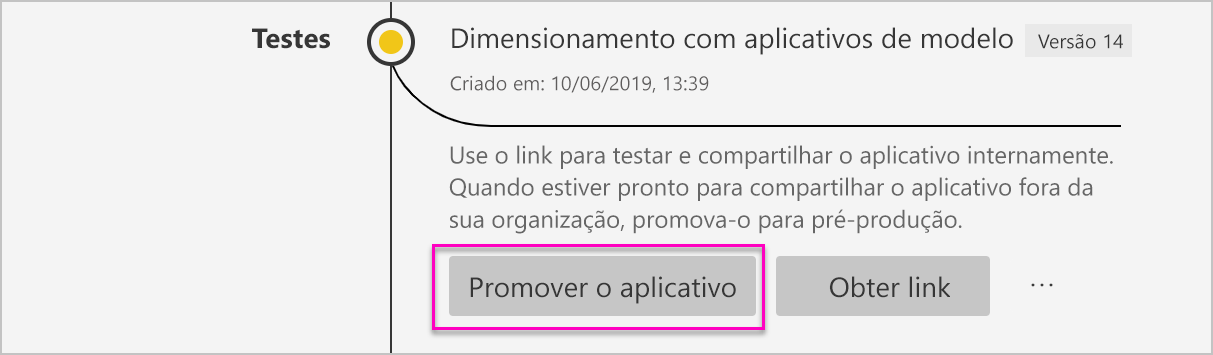 Testes
Dimensionamento com aplicativos de modelo Versão 14
Criado em: 10/06/2019, 13:39
Use o link para testar e compartilhar o aplicativo internamente.
Quando estiver pronto para compartilhar o aplicativo fora da
sua organização, promova-o para pré-produção.
Promover o aplicativo
Obter link
...